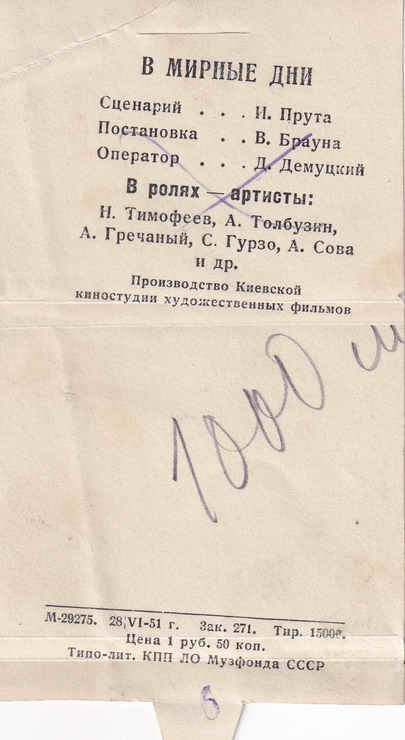 В МИРНЫЕ ДНИ
Сценарий . . . И. Прута
Постановка . . В. Брауна
Оператор . . . Д. Демуцкий
В ролях — артисты:
Н. Тимофеев, А. Толбузин,
А. Гречаный, С. Гурзо, А. Сова
и др.
Производство Киевской
киностудии художественных фильмов
1000
М-29275. 28/VI-51 г. Зак. 271. Тир. 15000.
Цена 1 руб. 50 коп.
Типо-лит. КПП ЛО Музфонда СССР